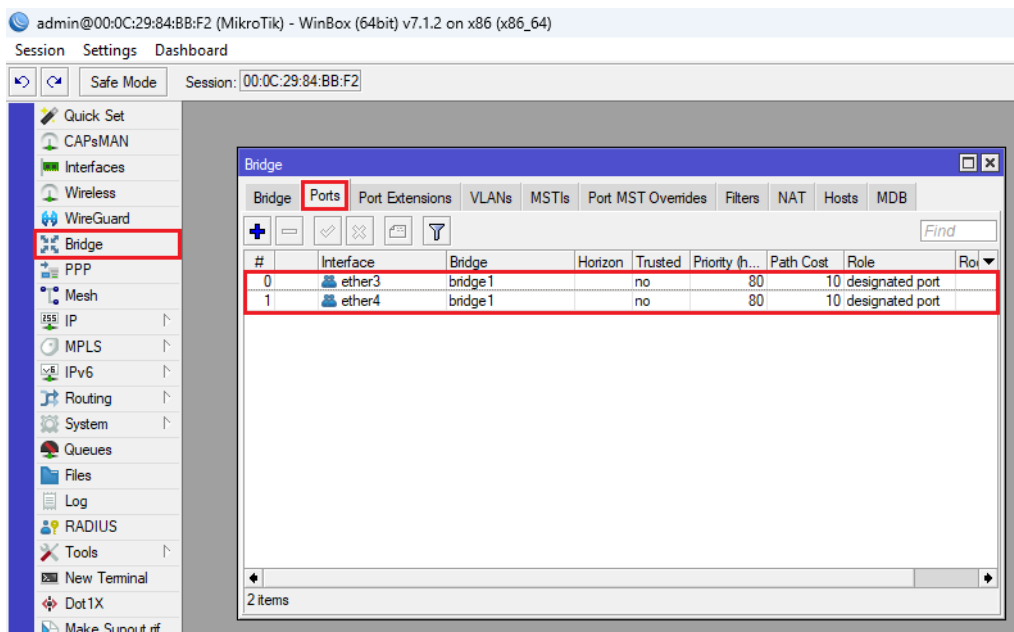 admin@00:0C:29:84:BB:F2 (MikroTik) - WinBox (64bit) v7.1.2 on x86 (x86_64)
Session Settings Dashboard
Safe Mode Session: 00:0C:29:84:BB:F2
Quick Set
CAPsMAN
Interfaces
Wireless
WireGuard
Bridge
PPP
Mesh
IP
MPLS
IPv6
Routing
System
Queues
Files
Log
RADIUS
Tools
New Terminal
Dot1X
Make Supout.rif
Bridge
Bridge Ports Port Extensions VLANs MSTIs Port MST Overrides Filters NAT Hosts MDB
Find
# Interface Bridge Horizon Trusted Priority (h... Path Cost Role
0 ether3 bridge1 no 80 10 designated port
1 ether4 bridge1 no 80 10 designated port
2 items